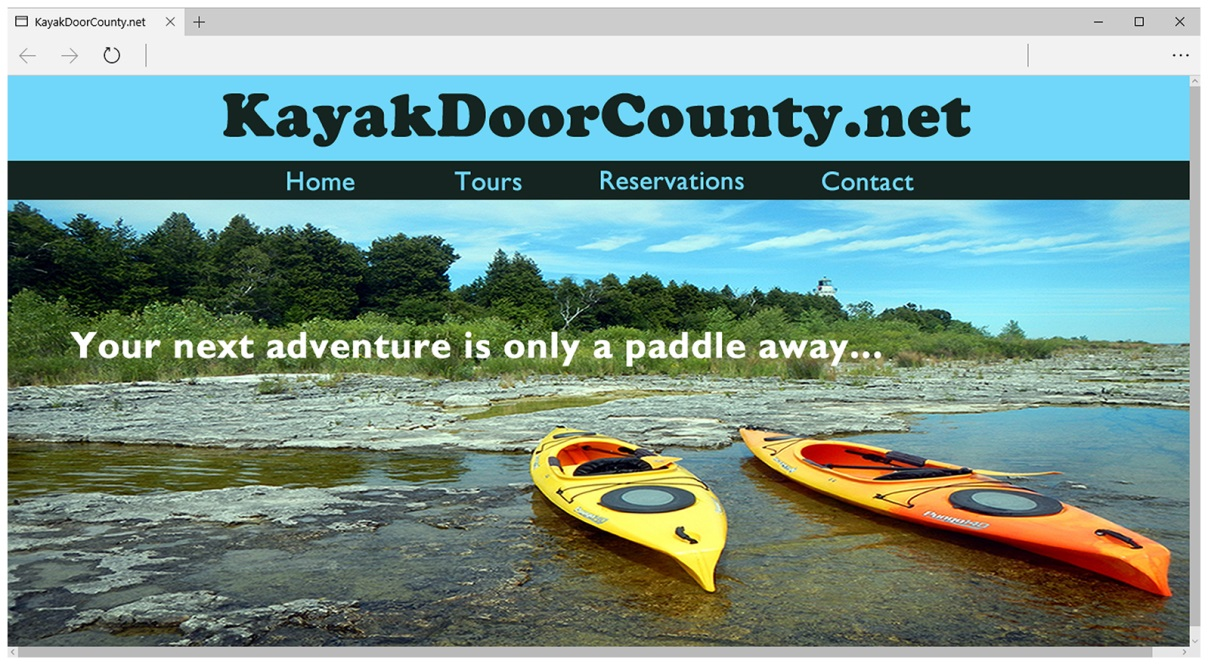 KayakDoorCounty.net
KayakDoorCounty.net
Home Tours Reservations Contact
Your next adventure is only a paddle away...